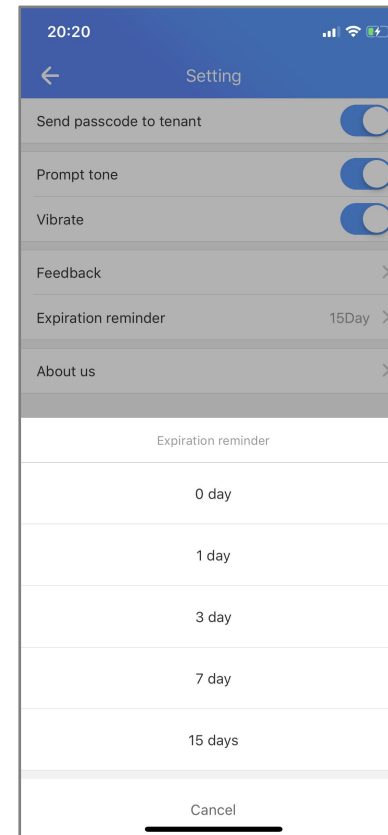 20:20
Setting
Send passcode to tenant
Prompt tone
Vibrate
Feedback
Expiration reminder 15Day
About us
Expiration reminder
0 day
1 day
3 day
7 day
15 days
Cancel